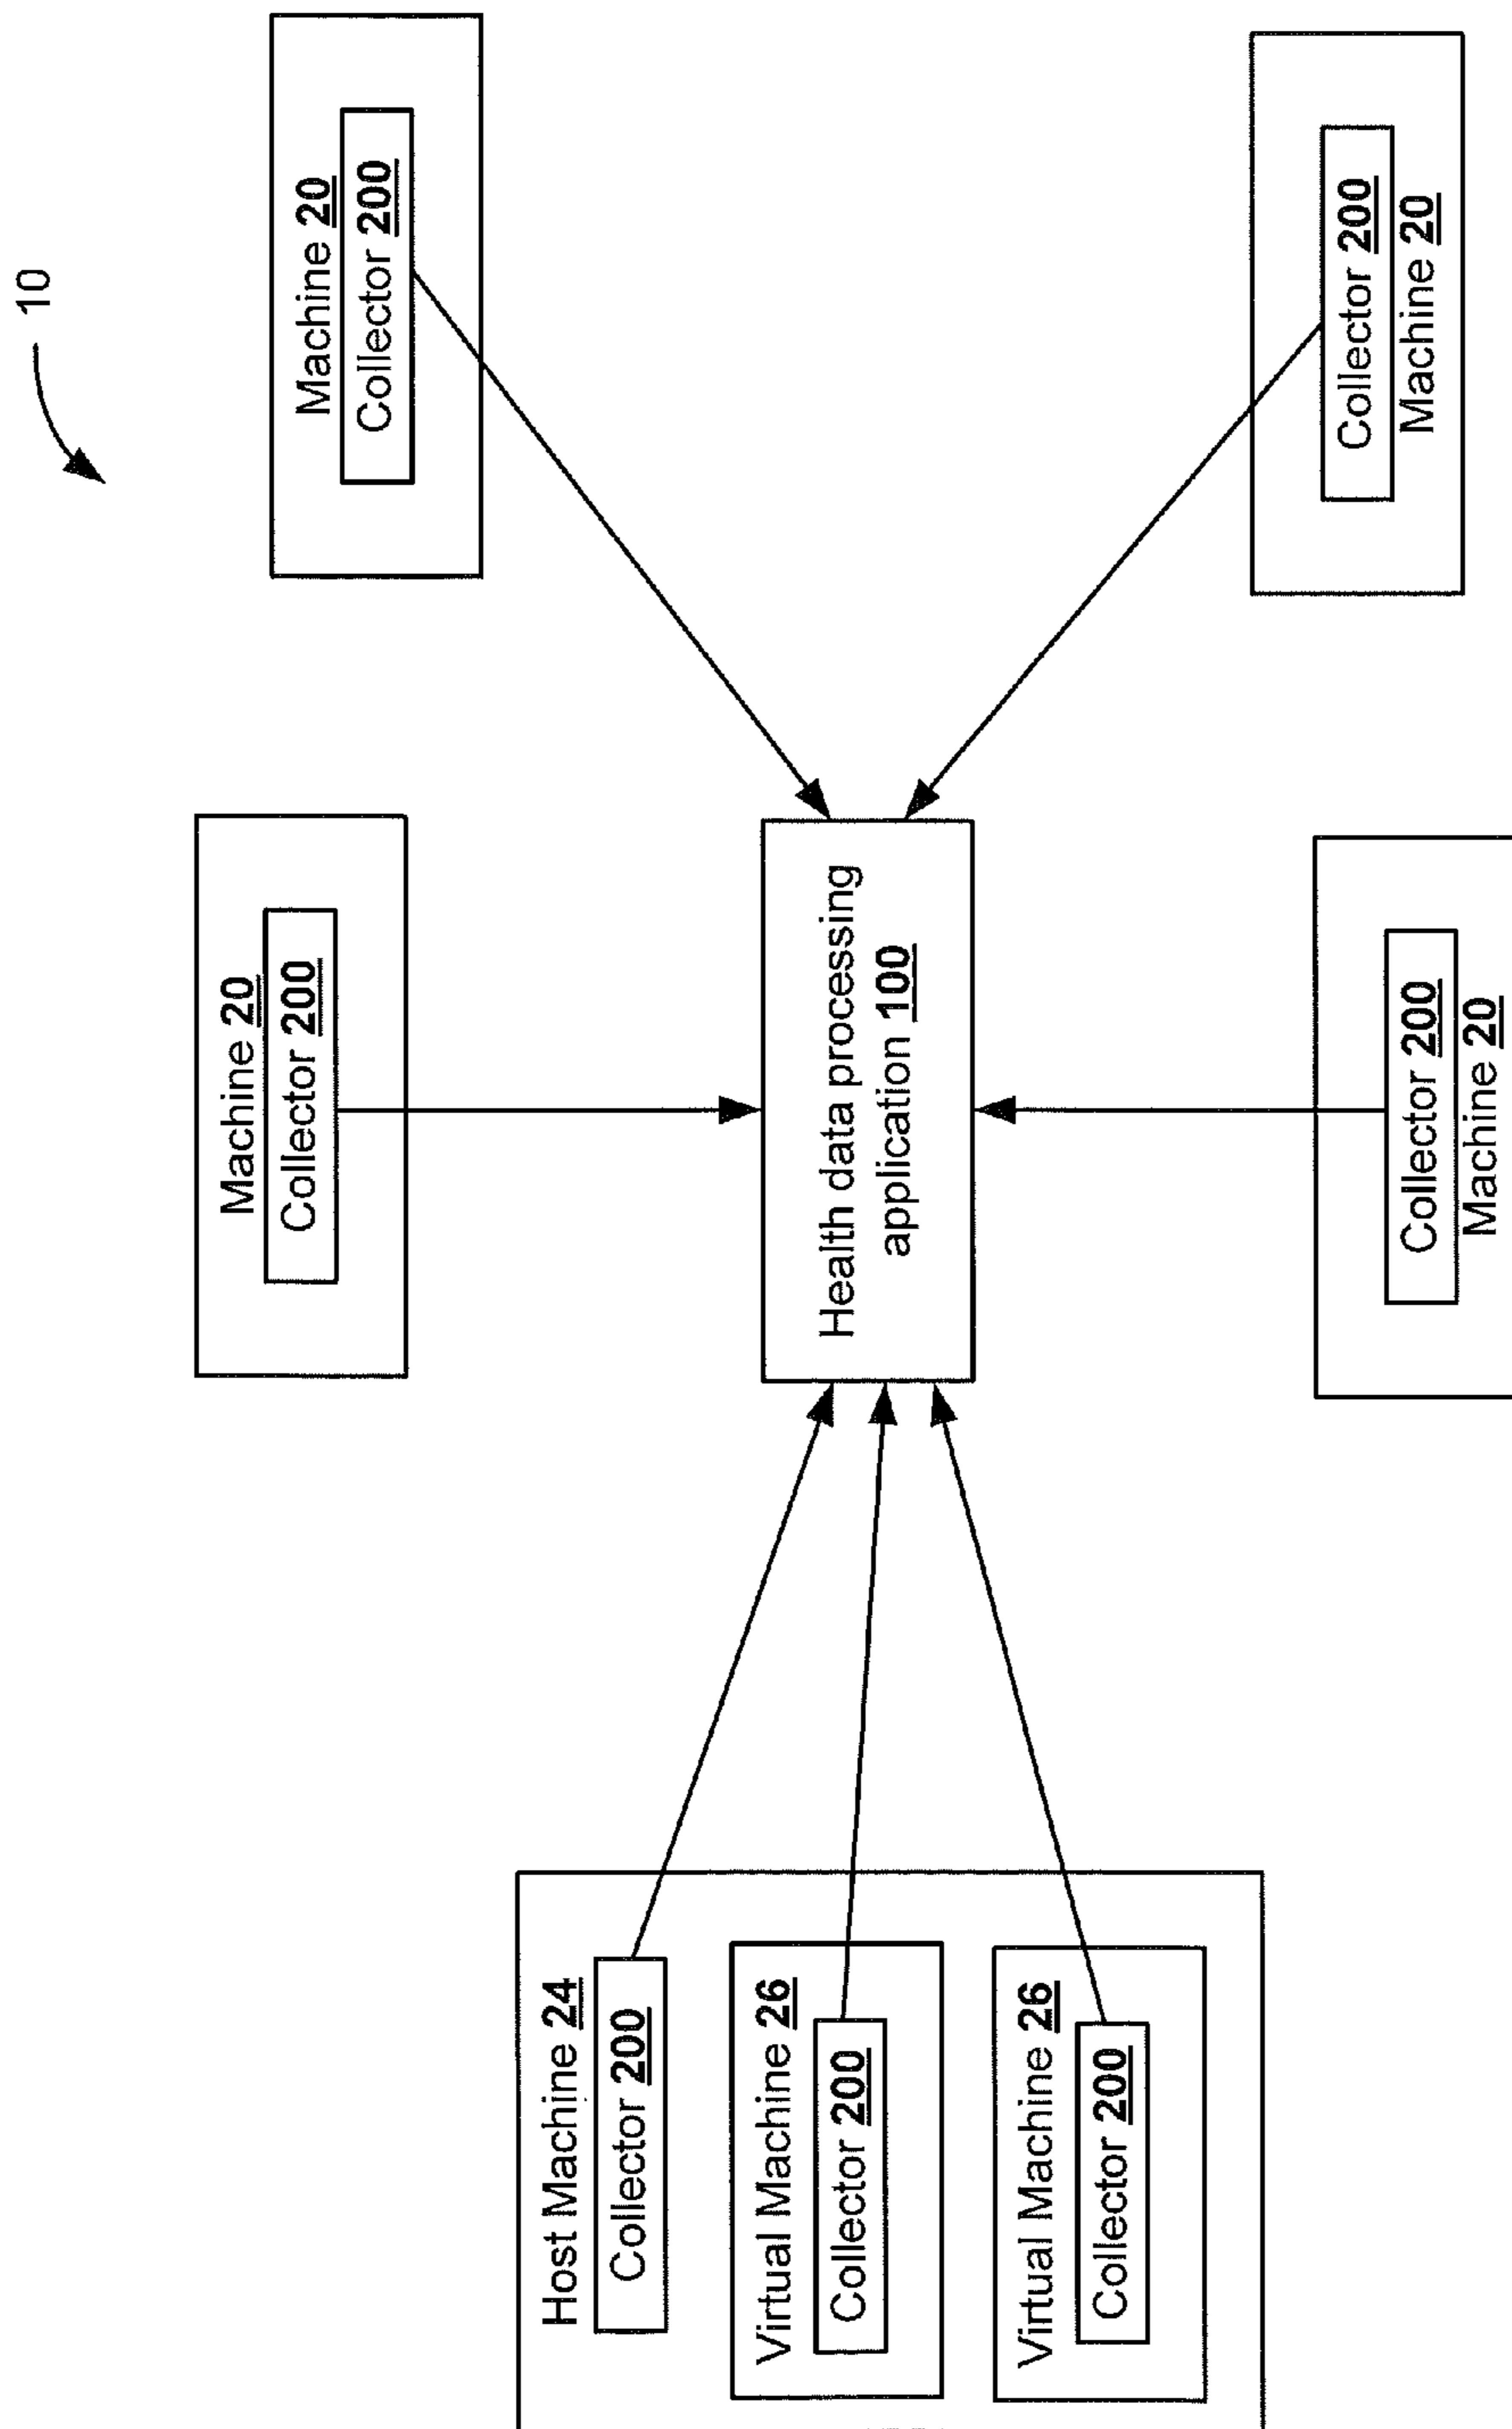 10
Machine 20
Collector 200
Machine 20
Collector 200
Host Machine 24
Collector 200
Virtual Machine 26
Collector 200
Virtual Machine 26
Collector 200
Health data processing
application 100
Collector 200
Machine 20
Collector 200
Machine 20